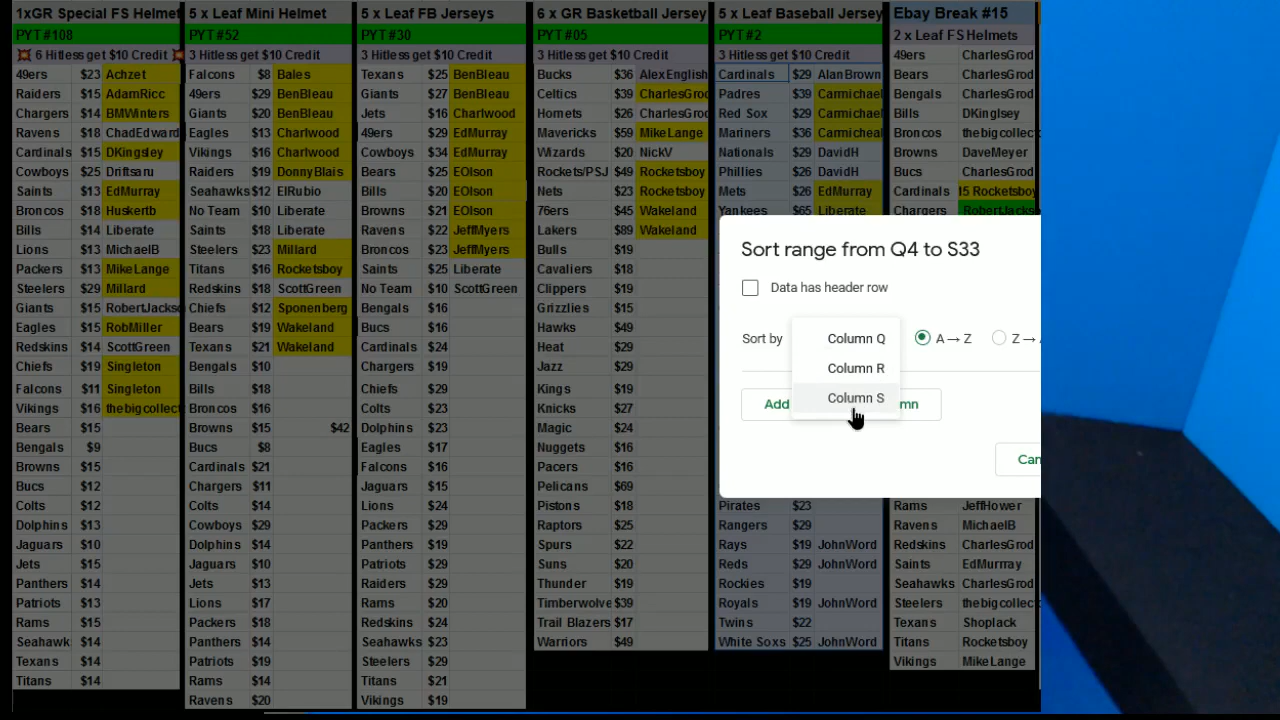 1xGR Special FS Helmet
PYT #108
💥 6 Hitless get $10 Credit 💥
49ers $23 Achzet
Raiders $15 AdamRicc
Chargers $14 BMWinters
Ravens $18 ChadEdward
Cardinals $15 DKingsley
Cowboys $25 Driftsaru
Saints $13 EdMurray
Broncos $18 Huskertb
Bills $14 Liberate
Lions $13 MichaelB
Packers $13 MikeLange
Steelers $29 Millard
Giants $15 RobertJackso
Eagles $15 RobMiller
Redskins $14 ScottGreen
Chiefs $19 Singleton
Falcons $11 Singleton
Vikings $16 thebigcollect
Bears $15
Bengals $9
Browns $15
Bucs $12
Colts $12
Dolphins $13
Jaguars $10
Jets $15
Panthers $14
Patriots $13
Rams $15
Seahawk $14
Texans $14
Titans $14
5 x Leaf Mini Helmet
PYT #52
3 Hitless get $10 Credit
Falcons $8 Bales
49ers $29 BenBleau
Giants $20 BenBleau
Eagles $13 Charlwood
Vikings $16 Charlwood
Raiders $19 DonnyBlais
Seahawks $12 ElRubio
No Team $10 Liberate
Saints $18 Liberate
Steelers $23 Millard
Titans $16 Rocketsboy
Redskins $18 ScottGreen
Chiefs $12 Sponenberg
Bears $19 Wakeland
Texans $21 Wakeland
Bengals $10
Bills $18
Broncos $16
Browns $15 $42
Bucs $8
Cardinals $21
Chargers $11
Colts $14
Cowboys $29
Dolphins $14
Jaguars $10
Jets $13
Lions $17
Packers $18
Panthers $14
Patriots $19
Rams $14
Ravens $20
5 x Leaf FB Jerseys
PYT #30
3 Hitless get $10 Credit
Texans $25 BenBleau
Giants $27 BenBleau
Jets $16 Charlwood
49ers $29 EdMurray
Cowboys $34 EdMurray
Bears $25 EOlson
Bills $20 EOlson
Browns $21 EOlson
Ravens $22 JeffMyers
Broncos $23 JeffMyers
Saints $25 Liberate
No Team $10 ScottGreen
Bengals $16
Bucs $16
Cardinals $24
Chargers $29
Chiefs $29
Colts $23
Dolphins $23
Eagles $17
Falcons $16
Jaguars $15
Lions $24
Packers $29
Panthers $19
Patriots $29
Raiders $29
Rams $20
Redskins $24
Seahawks $23
Steelers $29
Titans $21
Vikings $19
6 x GR Basketball Jersey
PYT #05
3 Hitless get $10 Credit
Bucks $36 AlexEnglish
Celtics $39 CharlesGrod
Hornets $26 CharlesGrod
Mavericks $59 MikeLange
Wizards $20 NickV
Rockets/PSJ $49 Rocketsboy
Nets $23 Rocketsboy
76ers $45 Wakeland
Lakers $89 Wakeland
Bulls $19
Cavaliers $18
Clippers $19
Grizzlies $15
Hawks $49
Heat $29
Jazz $29
Kings $19
Knicks $27
Magic $24
Nuggets $16
Pacers $16
Pelicans $69
Pistons $18
Raptors $25
Spurs $22
Suns $20
Thunder $19
Timberwolve $39
Trail Blazers $17
Warriors $49
5 x Leaf Baseball Jersey
PYT #2
3 Hitless get $10 Credit
Cardinals $29 AlanBrown
Padres $39 Carmichael
Red Sox $29 Carmichael
Mariners $36 Carmicheal
Nationals $29 DavidH
Phillies $26 DavidH
Mets $26 EdMurray
Yankees $65 Liberate
Pirates $23
Rangers $29
Rays $19 JohnWord
Reds $29 JohnWord
Rockies $19
Royals $19 JohnWord
Twins $22
White Soxs $25 JohnWord
Ebay Break #15
2 x Leaf FS Helmets
49ers CharlesGrod
Bears CharlesGrod
Bengals CharlesGrod
Bills DKinglsey
Broncos thebigcollec
Browns DaveMeyer
Bucs CharlesGrod
Cardinals 15 Rocketsboy
Chargers RobertJacks
Rams JeffHower
Ravens MichaelB
Redskins CharlesGrod
Saints EdMurrray
Seahawks CharlesGrod
Steelers thebigcollec
Texans Shoplack
Titans Rocketsboy
Vikings MikeLange
Sort range from Q4 to S33
Data has header row
Sort by
Column Q
Column R
Column S
A → Z
Z →
Add
mn
Can